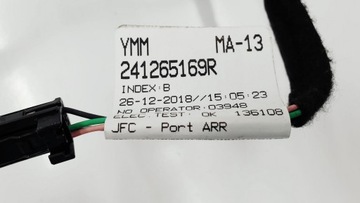 YMM MA-13
241265169R
INDEX:B
26-12-2018//15:05:23
NO OPERATOR: 03948
ELEC TEST: OK 136108
JFC - Port ARR